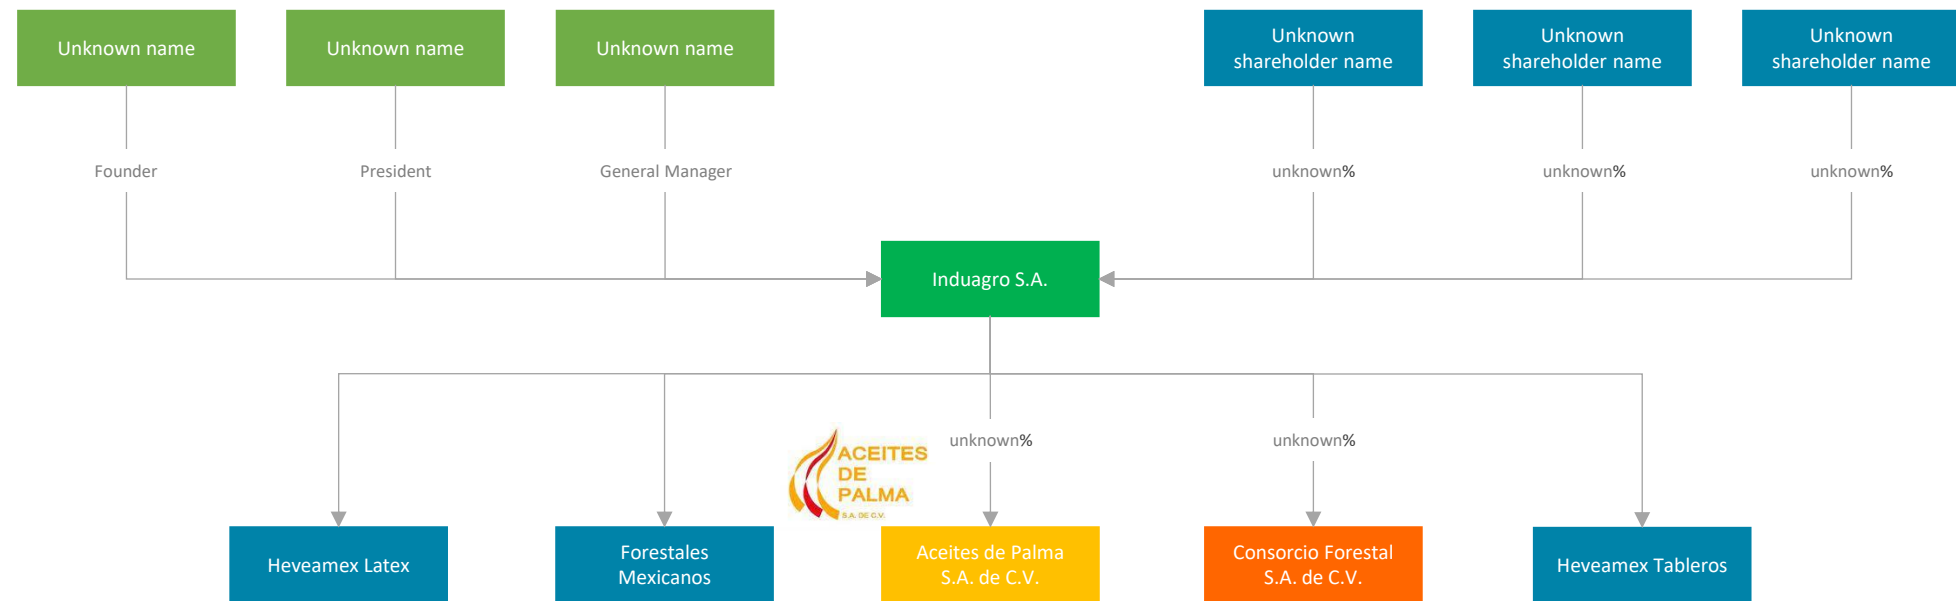 Unknown name
Unknown name
Unknown name
Unknown
shareholder name
Unknown
shareholder name
Unknown
shareholder name
Founder
President
General Manager
unknown%
unknown%
unknown%
Induagro S.A.
unknown%
unknown%
ACEITES
DE
PALMA
S.A. DE C.V.
Heveamex Latex
Forestales
Mexicanos
Aceites de Palma
S.A. de C.V.
Consorcio Forestal
S.A. de C.V.
Heveamex Tableros